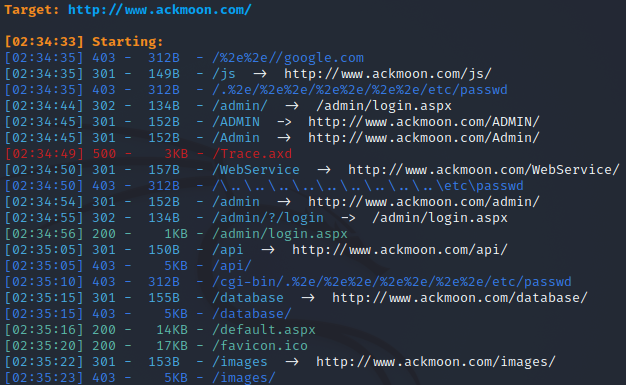 Target: http://www.ackmoon.com/
[02:34:33] Starting:
[02:34:35] 403 - 312B - /%2e%2e//google.com
[02:34:35] 301 - 149B - /js -> http://www.ackmoon.com/js/
[02:34:35] 403 - 312B - /.%2e/%2e%2e/%2e%2e/%2e%2e/etc/passwd
[02:34:44] 302 - 134B - /admin/ -> /admin/login.aspx
[02:34:45] 301 - 152B - /ADMIN -> http://www.ackmoon.com/ADMIN/
[02:34:45] 301 - 152B - /Admin -> http://www.ackmoon.com/Admin/
[02:34:49] 500 - 3KB - /Trace.axd
[02:34:50] 301 - 157B - /WebService -> http://www.ackmoon.com/WebService/
[02:34:50] 403 - 312B - /\..\..\..\..\..\..\..\..\..\etc\passwd
[02:34:54] 301 - 152B - /admin -> http://www.ackmoon.com/admin/
[02:34:55] 302 - 134B - /admin/?/login -> /admin/login.aspx
[02:34:56] 200 - 1KB - /admin/login.aspx
[02:35:05] 301 - 150B - /api -> http://www.ackmoon.com/api/
[02:35:05] 403 - 5KB - /api/
[02:35:10] 403 - 312B - /cgi-bin/.%2e/%2e%2e/%2e%2e/%2e%2e/etc/passwd
[02:35:15] 301 - 155B - /database -> http://www.ackmoon.com/database/
[02:35:15] 403 - 5KB - /database/
[02:35:16] 200 - 14KB - /default.aspx
[02:35:20] 200 - 17KB - /favicon.ico
[02:35:22] 301 - 153B - /images -> http://www.ackmoon.com/images/
[02:35:23] 403 - 5KB - /images/